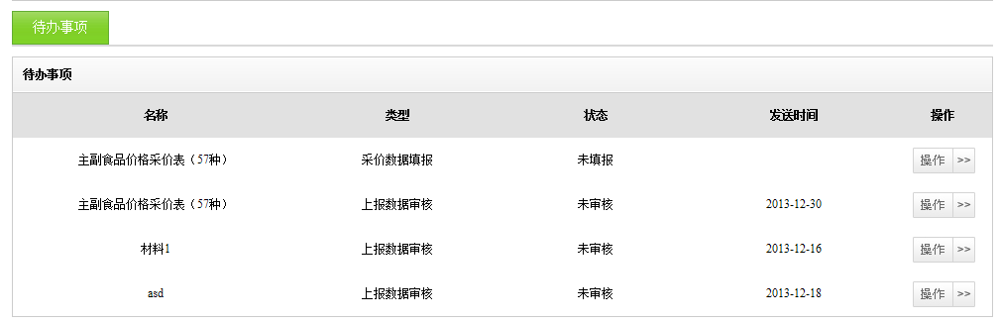 待办事项
待办事项
名称 类型 状态 发送时间 操作
主副食品价格采价表（57种） 采价数据填报 未填报 操作 >>
主副食品价格采价表（57种） 上报数据审核 未审核 2013-12-30 操作 >>
材料1 上报数据审核 未审核 2013-12-16 操作 >>
asd 上报数据审核 未审核 2013-12-18 操作 >>